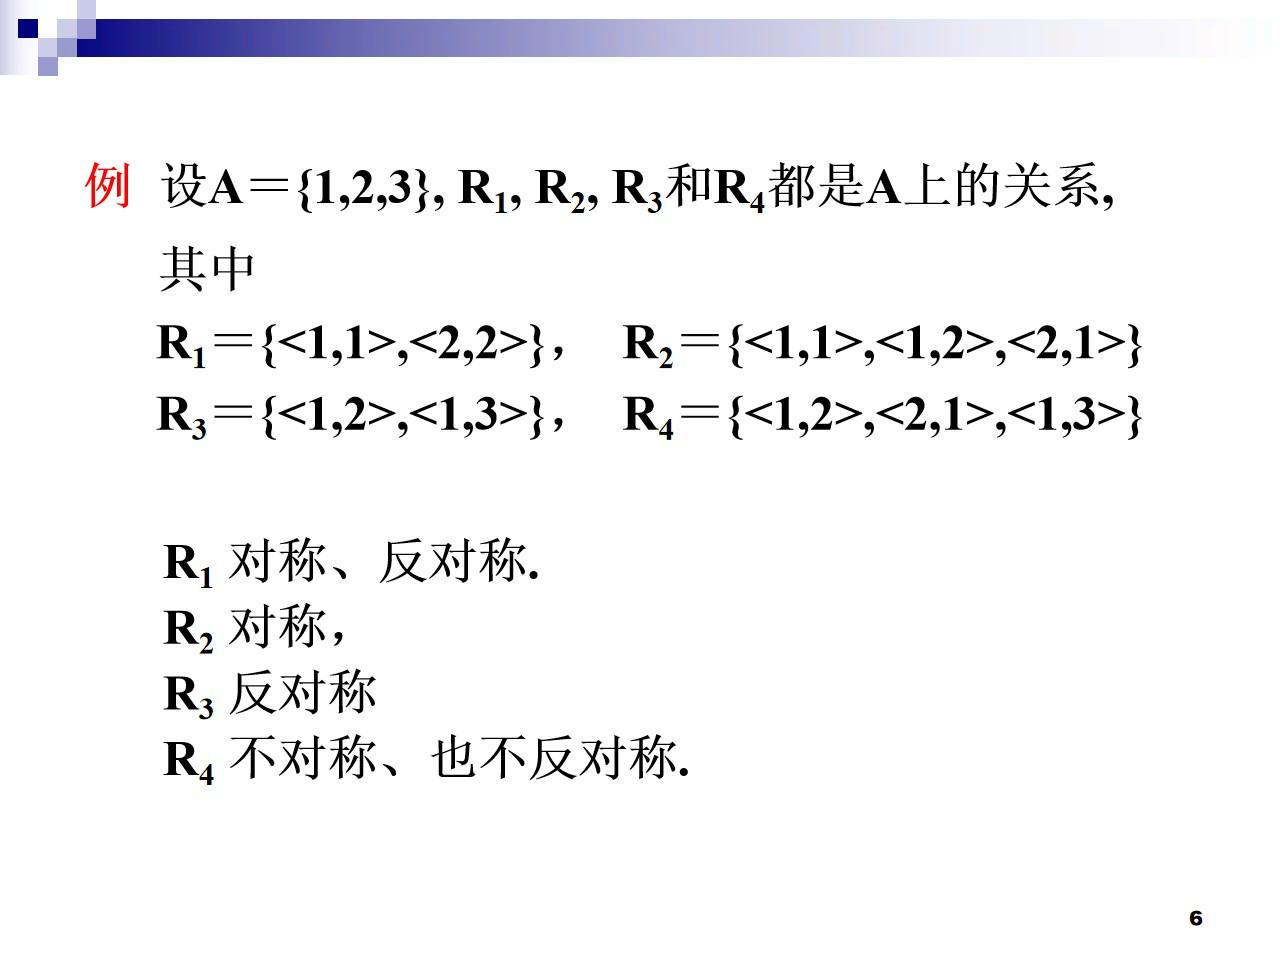 例 设A＝{1,2,3}, R₁, R₂, R₃和R₄都是A上的关系,
其中
R₁＝{<1,1>,<2,2>}， R₂＝{<1,1>,<1,2>,<2,1>}
R₃＝{<1,2>,<1,3>}， R₄＝{<1,2>,<2,1>,<1,3>}
R₁ 对称、反对称.
R₂ 对称，
R₃ 反对称
R₄ 不对称、也不反对称.
6